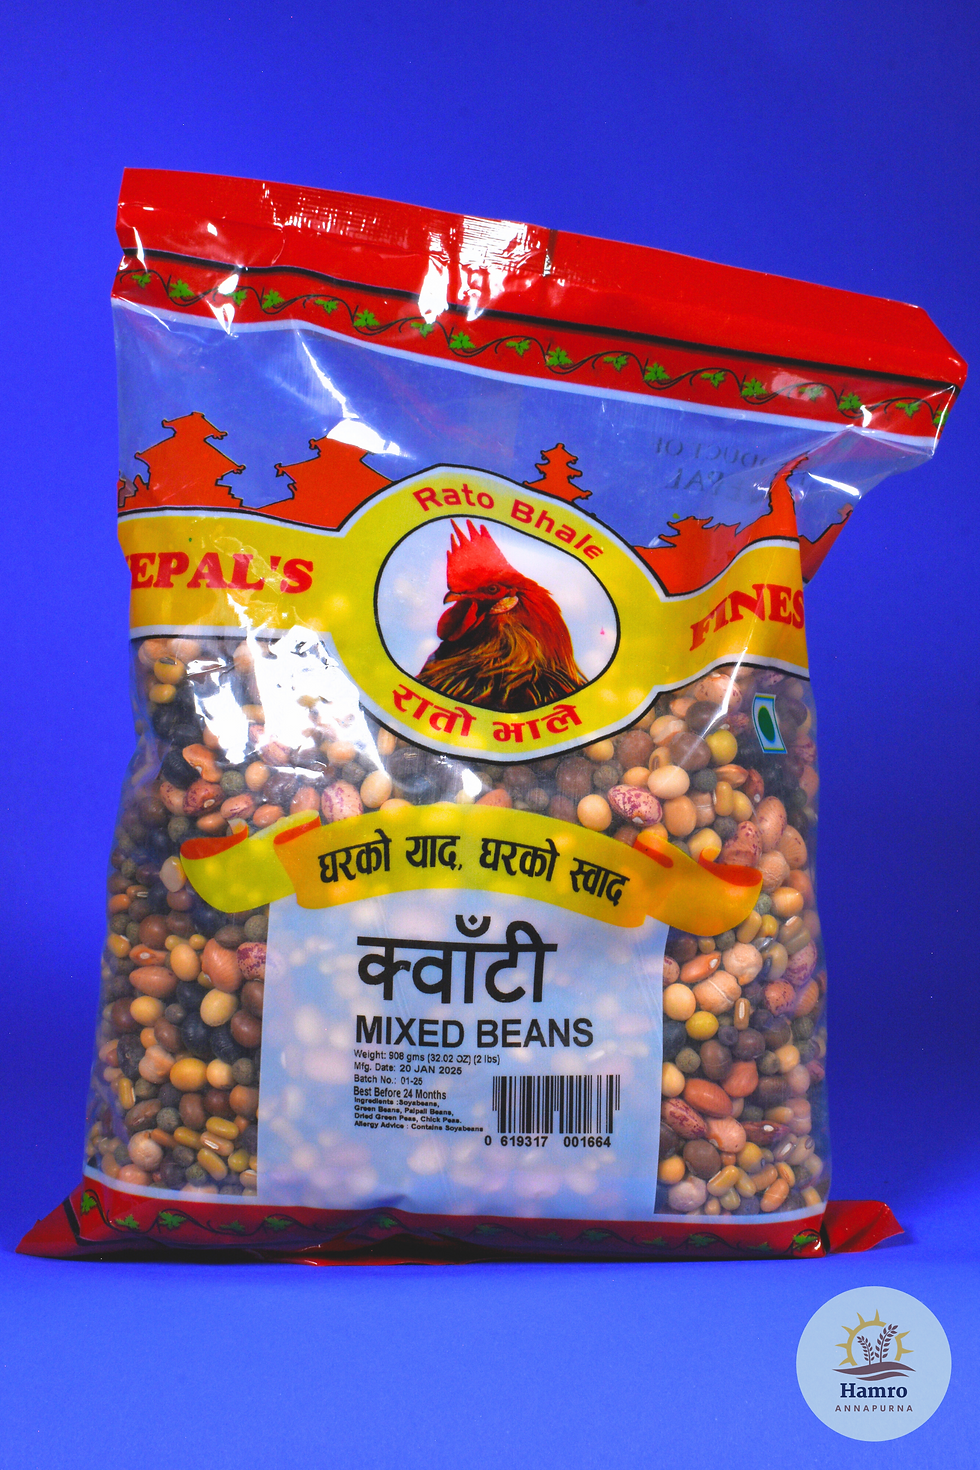 Rato Bhale
EPAL'S
FINES
रातो भाले
घरको याद, घरको स्वाद
क्वाँटी
MIXED BEANS
Weight: 908 gms (32.02 OZ) (2 lbs)
Mfg. Date: 20 JAN 2025
Batch No.: 01-25
Best Before 24 Months
Ingredients :Soyabeans,
Green Beans, Palpali Beans,
Dried Green Peas, Chick Peas.
Allergy Advice : Contains Soyabeans
0 619317 001664
Hamro
ANNAPURNA